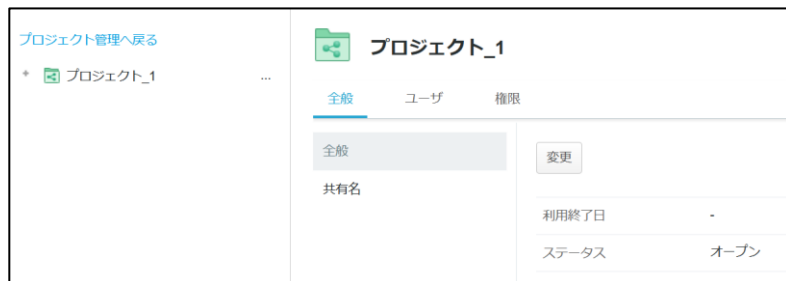 プロジェクト管理へ戻る
プロジェクト_1
...
プロジェクト_1
全般
ユーザ
権限
全般
共有名
変更
利用終了日
-
ステータス
オープン